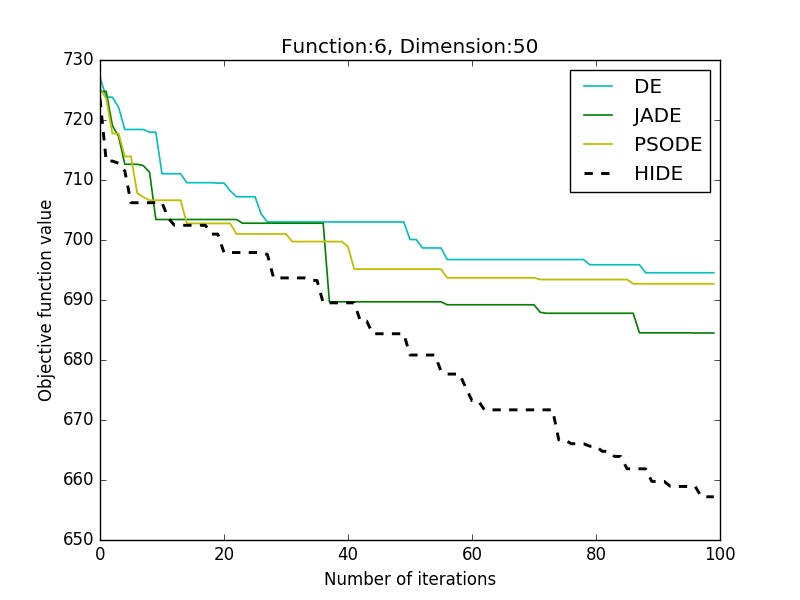 Function:6, Dimension:50
730
720
710
700
690
680
670
660
650
Objective function value
DE
JADE
PSODE
HIDE
0
20
40
60
80
100
Number of iterations